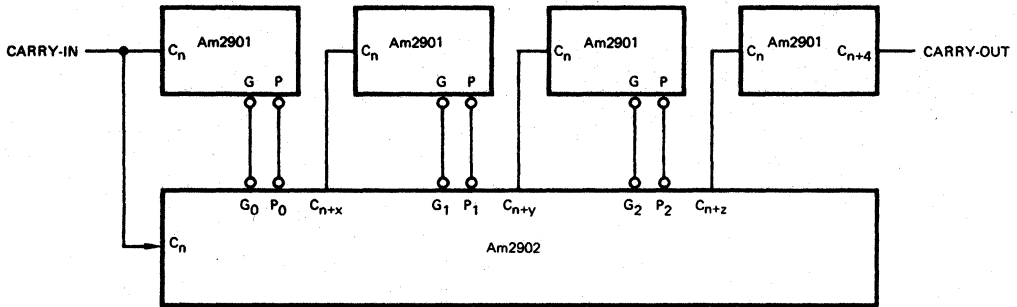 Am2901
Am2901
Am2901
Am2901
CARRY-IN
Cn
Cn
Cn
Cn
Cn+4
CARRY-OUT
G P
G P
G P
G0 P0 Cn+x G1 P1 Cn+y G2 P2 Cn+z
Cn
Am2902